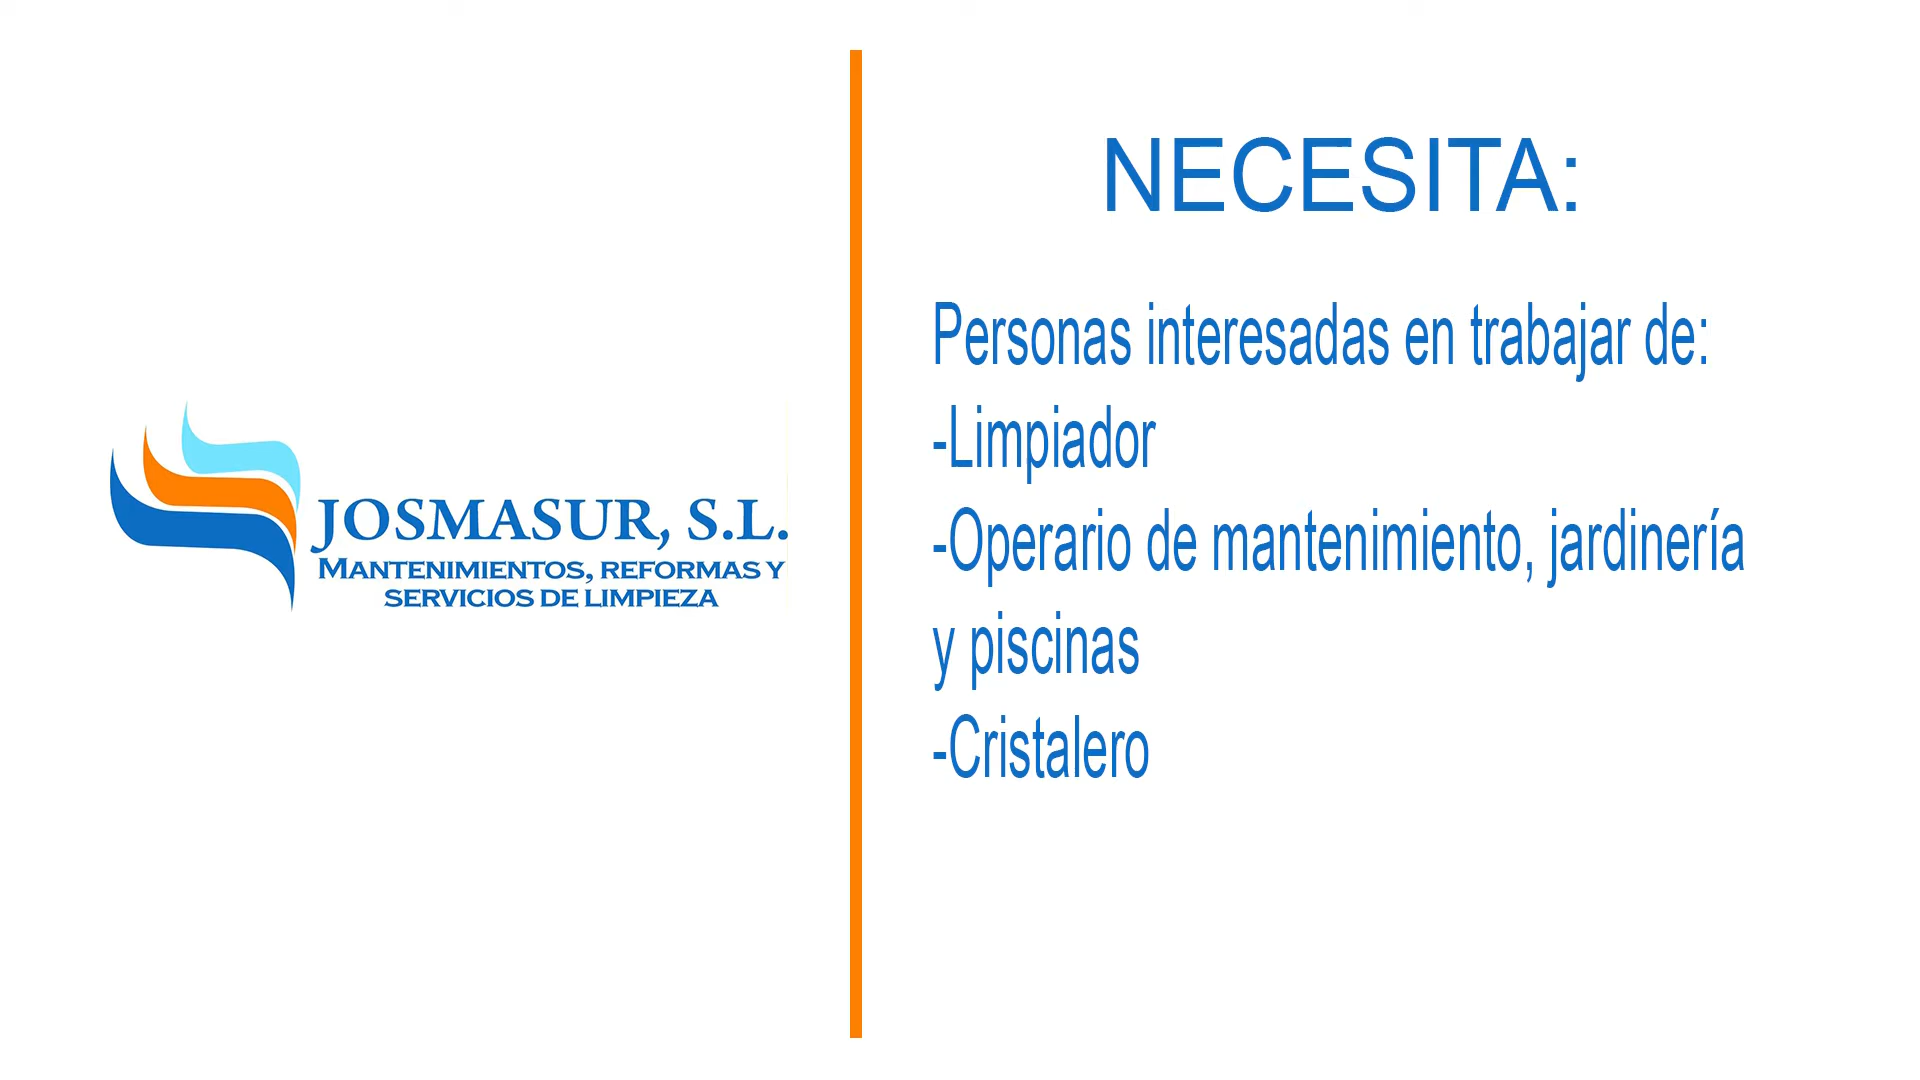 JOSMASUR, S.L.
MANTENIMIENTOS, REFORMAS Y
SERVICIOS DE LIMPIEZA
NECESITA:
Personas interesadas en trabajar de:
-Limpiador
-Operario de mantenimiento, jardinería
y piscinas
-Cristalero